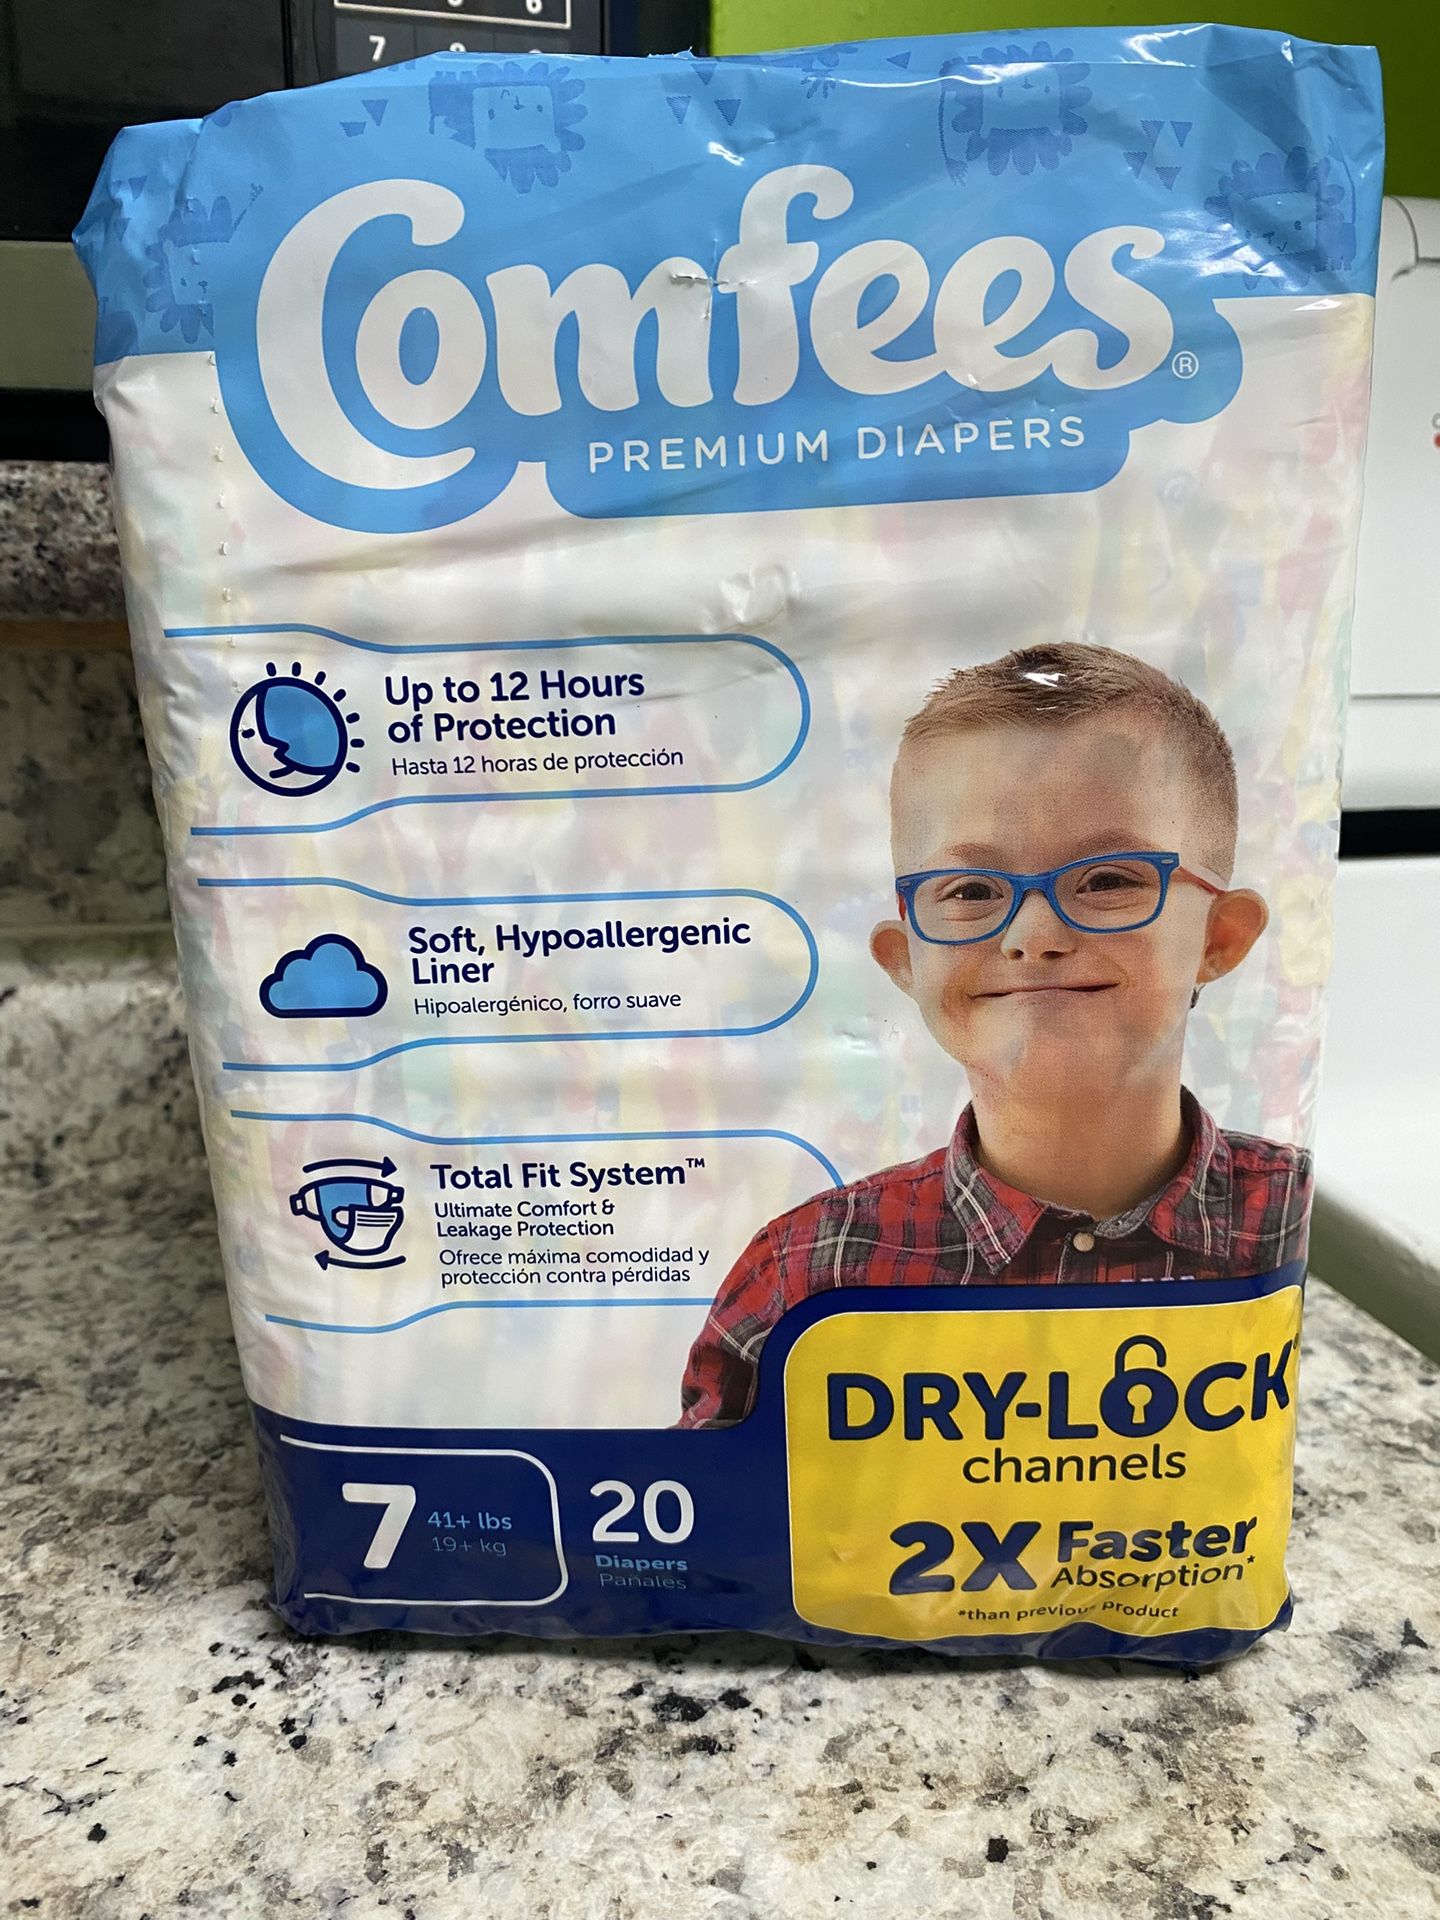 7
Comfees®
PREMIUM DIAPERS
Up to 12 Hours
of Protection
Hasta 12 horas de protección
Soft, Hypoallergenic
Liner
Hipoalergénico, forro suave
Total Fit System™
Ultimate Comfort &
Leakage Protection
Ofrece máxima comodidad y
protección contra pérdidas
DRY-LOCK®
channels
2X Faster
Absorption*
*than previous product
7 41+ lbs
19+ kg
20
Diapers
Pañales